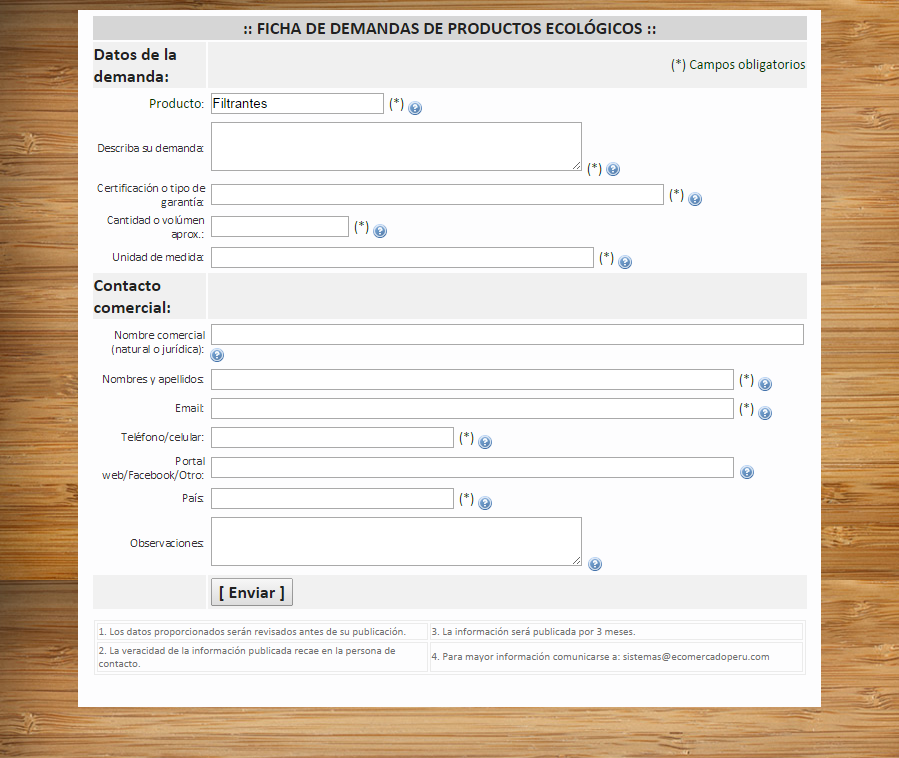 :: FICHA DE DEMANDAS DE PRODUCTOS ECOLÓGICOS ::
Datos de la
demanda:
(*) Campos obligatorios
Producto: Filtrantes (*)
Describa su demanda: (*)
Certificación o tipo de
garantía: (*)
Cantidad o volúmen
aprox.: (*)
Unidad de medida: (*)
Contacto
comercial:
Nombre comercial
(natural o jurídica):
Nombres y apellidos: (*)
Email: (*)
Teléfono/celular: (*)
Portal
web/Facebook/Otro:
País: (*)
Observaciones:
[ Enviar ]
1. Los datos proporcionados serán revisados antes de su publicación.
3. La información será publicada por 3 meses.
2. La veracidad de la información publicada recae en la persona de
contacto.
4. Para mayor información comunicarse a: sistemas@ecomercadoperu.com